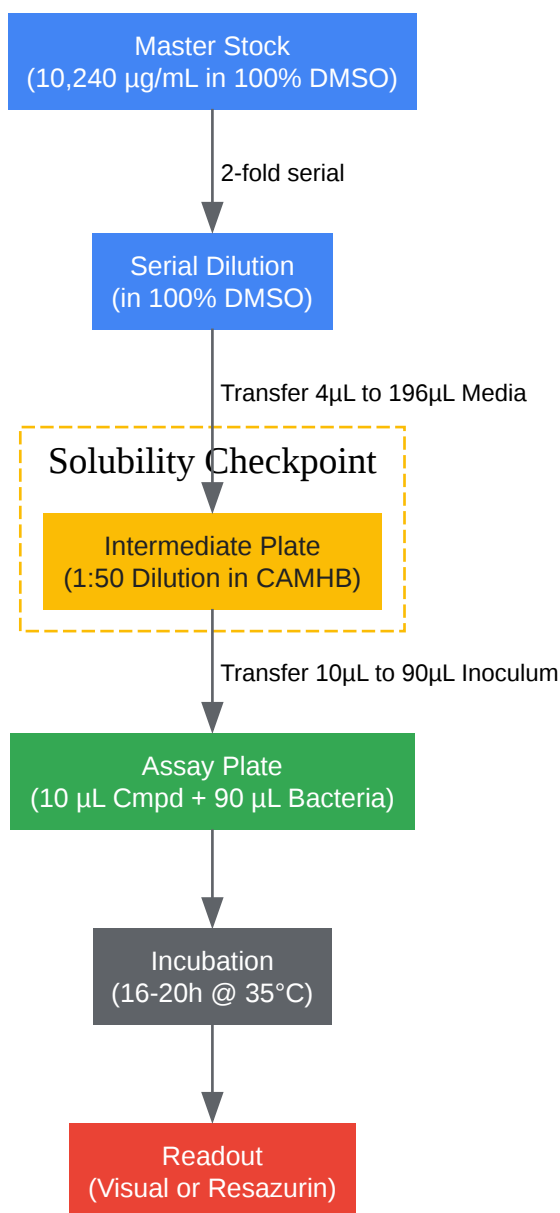 Master Stock
(10,240 µg/mL in 100% DMSO)
2-fold serial
Serial Dilution
(in 100% DMSO)
Transfer 4µL to 196µL Media
Solubility Checkpoint
Intermediate Plate
(1:50 Dilution in CAMHB)
Transfer 10µL to 90µL Inoculum
Assay Plate
(10 µL Cmpd + 90 µL Bacteria)
Incubation
(16-20h @ 35°C)
Readout
(Visual or Resazurin)